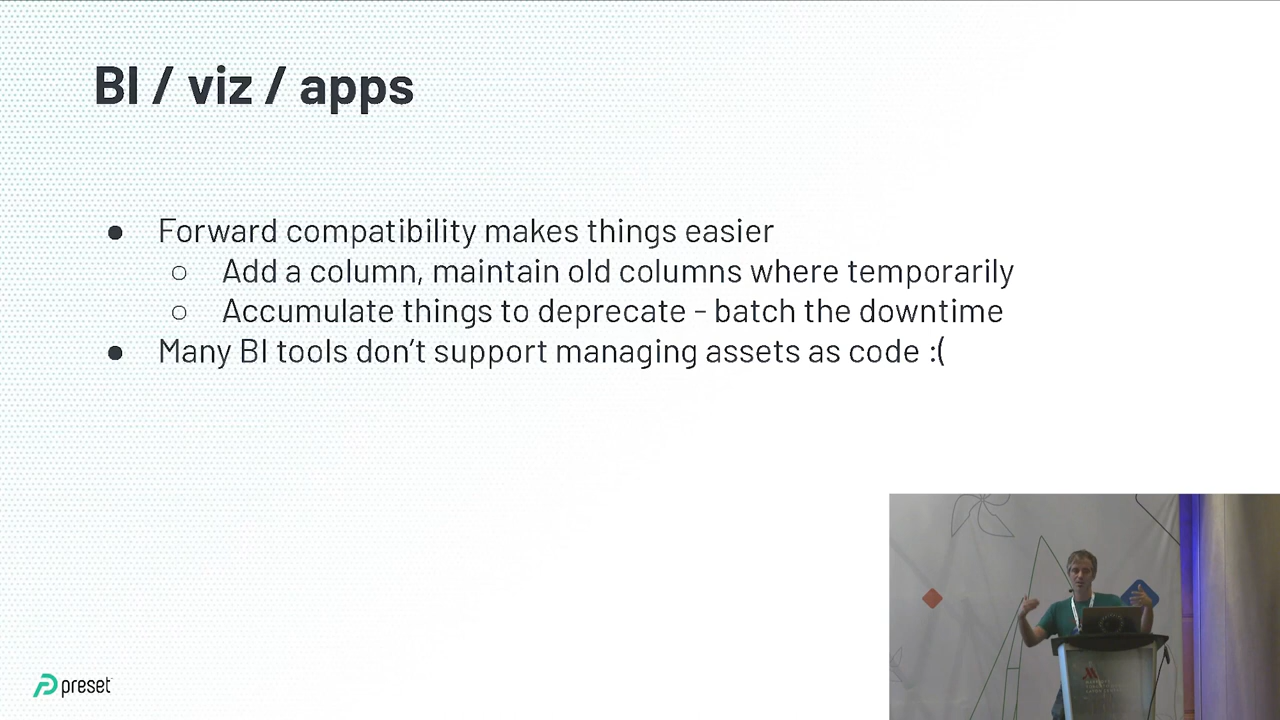 BI / viz / apps
● Forward compatibility makes things easier
○ Add a column, maintain old columns where temporarily
○ Accumulate things to deprecate - batch the downtime
● Many BI tools don't support managing assets as code :(
preset